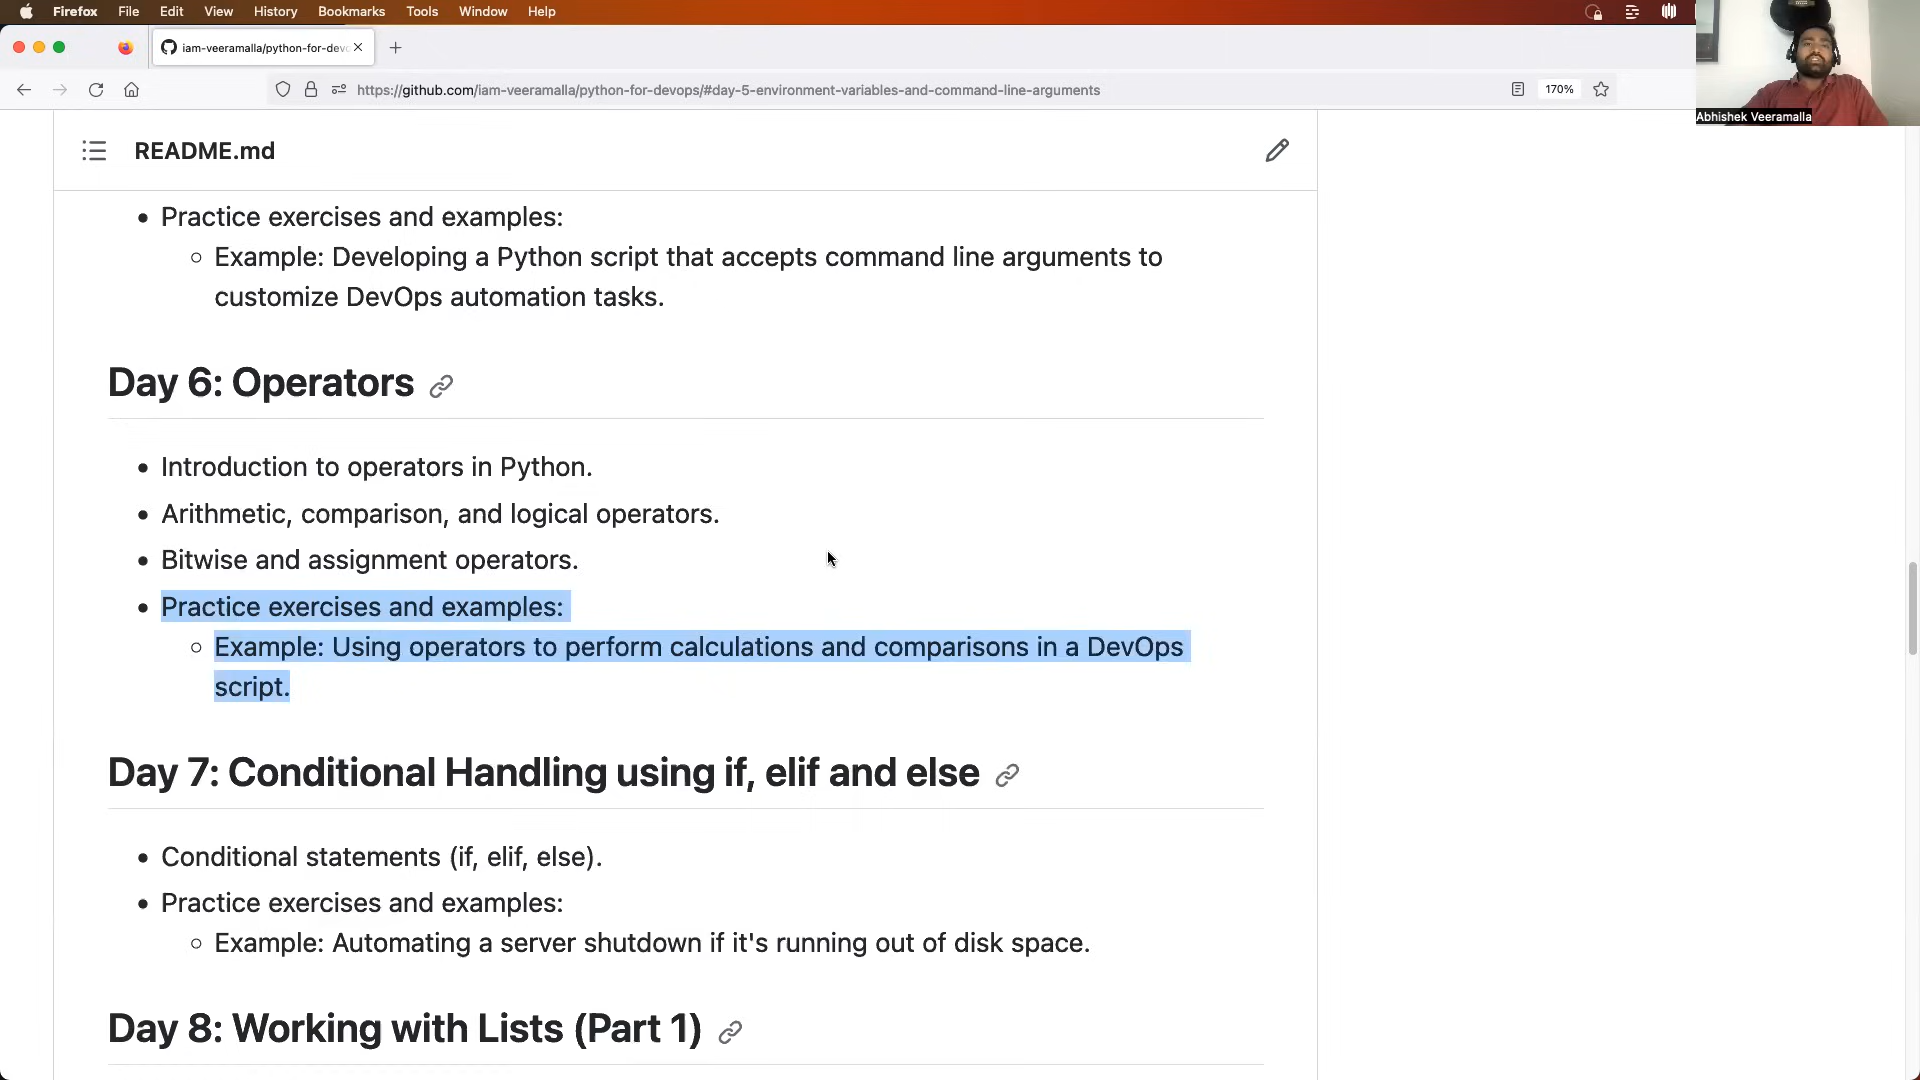 Firefox File Edit View History Bookmarks Tools Window Help
iam-veeramalla/python-for-devo
https://github.com/iam-veeramalla/python-for-devops/#day-5-environment-variables-and-command-line-arguments
170%
Abhishek Veeramalla
README.md
Practice exercises and examples:
Example: Developing a Python script that accepts command line arguments to
customize DevOps automation tasks.
Day 6: Operators
Introduction to operators in Python.
Arithmetic, comparison, and logical operators.
Bitwise and assignment operators.
Practice exercises and examples:
Example: Using operators to perform calculations and comparisons in a DevOps
script.
Day 7: Conditional Handling using if, elif and else
Conditional statements (if, elif, else).
Practice exercises and examples:
Example: Automating a server shutdown if it's running out of disk space.
Day 8: Working with Lists (Part 1)